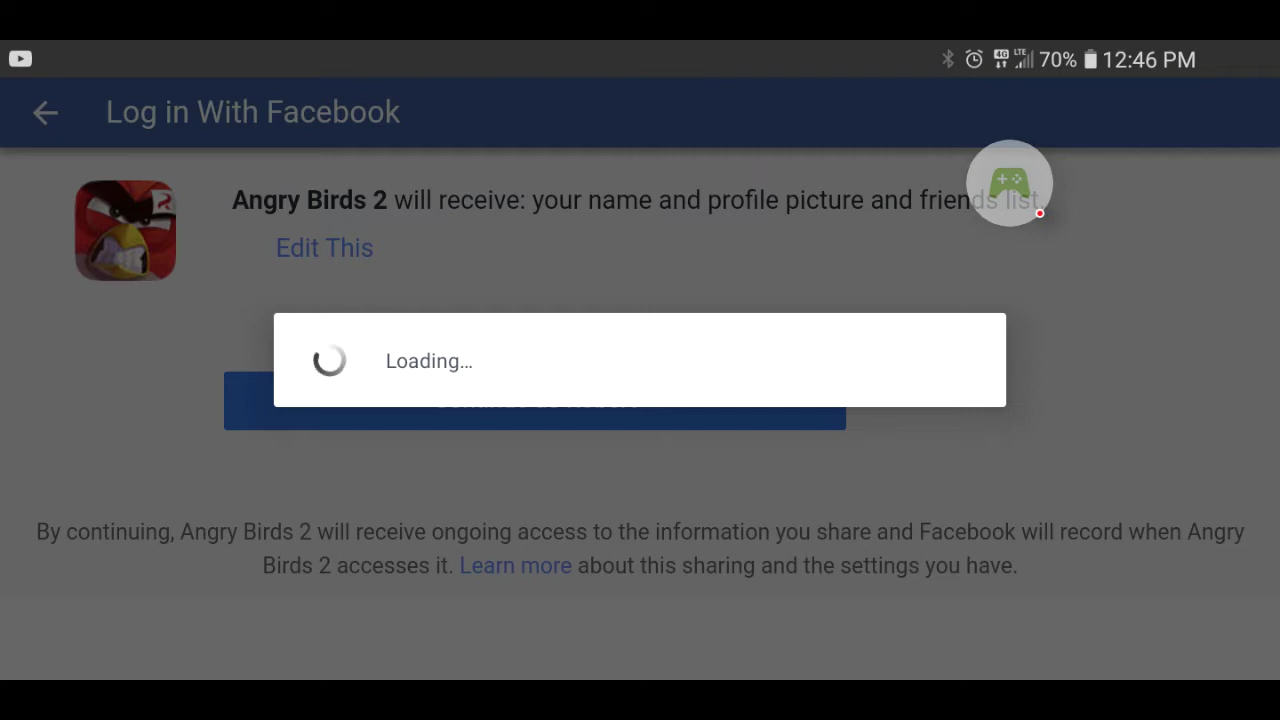 4G LTE 70% 12:46 PM
Log in With Facebook
Angry Birds 2 will receive: your name and profile picture and friends list.
Edit This
Loading...
By continuing, Angry Birds 2 will receive ongoing access to the information you share and Facebook will record when Angry
Birds 2 accesses it. Learn more about this sharing and the settings you have.